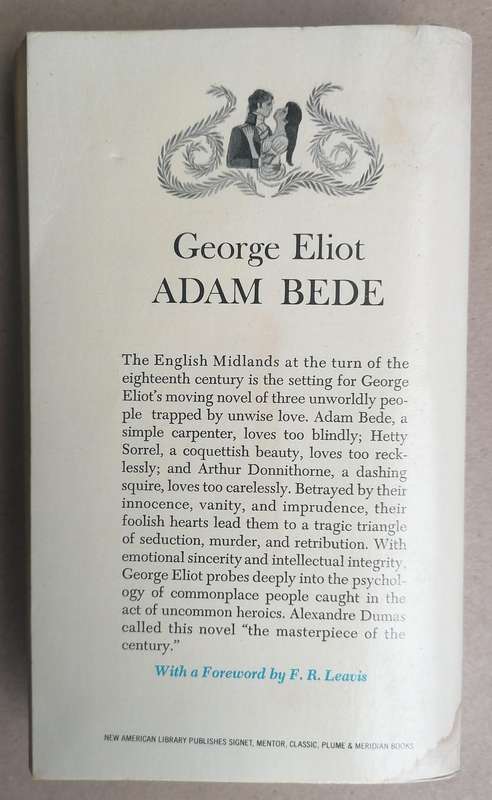 George Eliot
ADAM BEDE
The English Midlands at the turn of the
eighteenth century is the setting for George
Eliot's moving novel of three unworldly peo-
ple trapped by unwise love. Adam Bede, a
simple carpenter, loves too blindly; Hetty
Sorrel, a coquettish beauty, loves too reck-
lessly; and Arthur Donnithorne, a dashing
squire, loves too carelessly. Betrayed by their
innocence, vanity, and imprudence, their
foolish hearts lead them to a tragic triangle
of seduction, murder, and retribution. With
emotional sincerity and intellectual integrity,
George Eliot probes deeply into the psychol-
ogy of commonplace people caught in the
act of uncommon heroics. Alexandre Dumas
called this novel "the masterpiece of the
century."
With a Foreword by F. R. Leavis
NEW AMERICAN LIBRARY PUBLISHES SIGNET, MENTOR, CLASSIC, PLUME & MERIDIAN BOOKS